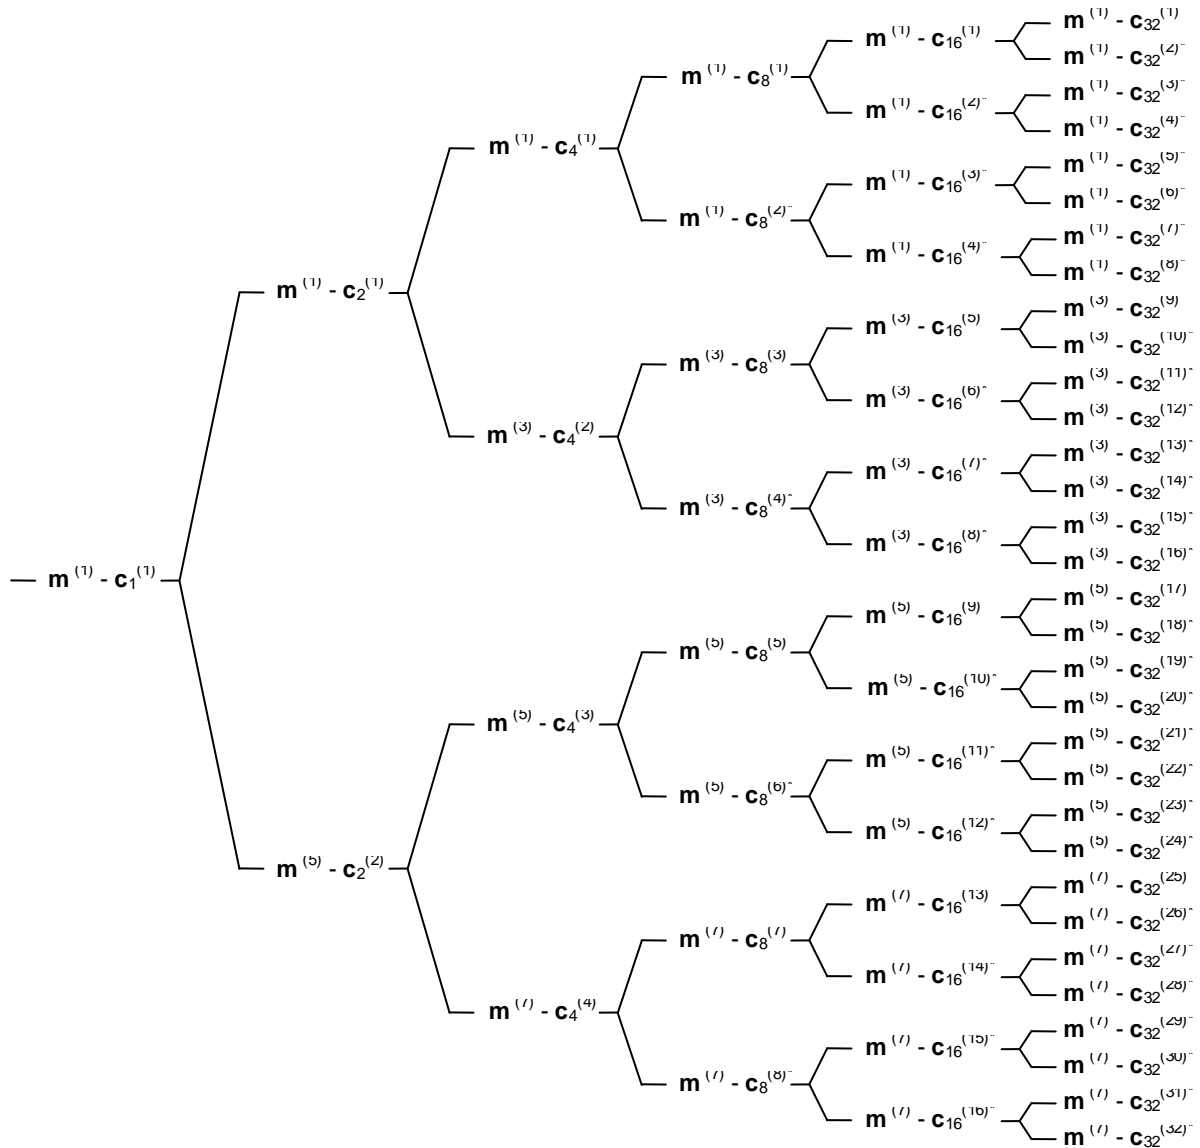 m(1) - c32(1)
m(1) - c16(1)
m(1) - c32(2)*
m(1) - c8(1)
m(1) - c32(3)*
m(1) - c16(2)*
m(1) - c32(4)*
m(1) - c4(1)
m(1) - c32(5)*
m(1) - c16(3)*
m(1) - c32(6)*
m(1) - c8(2)*
m(1) - c32(7)*
m(1) - c16(4)*
m(1) - c32(8)*
m(1) - c2(1)
m(3) - c32(9)
m(3) - c16(5)
m(3) - c32(10)*
m(3) - c8(3)
m(3) - c32(11)*
m(3) - c16(6)*
m(3) - c32(12)*
m(3) - c4(2)
m(3) - c32(13)*
m(3) - c16(7)*
m(3) - c32(14)*
m(3) - c8(4)*
m(3) - c32(15)*
m(3) - c16(8)*
m(3) - c32(16)*
m(1) - c1(1)
m(5) - c32(17)
m(5) - c16(9)
m(5) - c32(18)*
m(5) - c8(5)
m(5) - c32(19)*
m(5) - c16(10)*
m(5) - c32(20)*
m(5) - c4(3)
m(5) - c32(21)*
m(5) - c16(11)*
m(5) - c32(22)*
m(5) - c8(6)*
m(5) - c32(23)*
m(5) - c16(12)*
m(5) - c32(24)*
m(5) - c2(2)
m(7) - c32(25)
m(7) - c16(13)
m(7) - c32(26)*
m(7) - c8(7)
m(7) - c32(27)*
m(7) - c16(14)*
m(7) - c32(28)*
m(7) - c4(4)
m(7) - c32(29)*
m(7) - c16(15)*
m(7) - c32(30)*
m(7) - c8(8)*
m(7) - c32(31)*
m(7) - c16(16)*
m(7) - c32(32)*